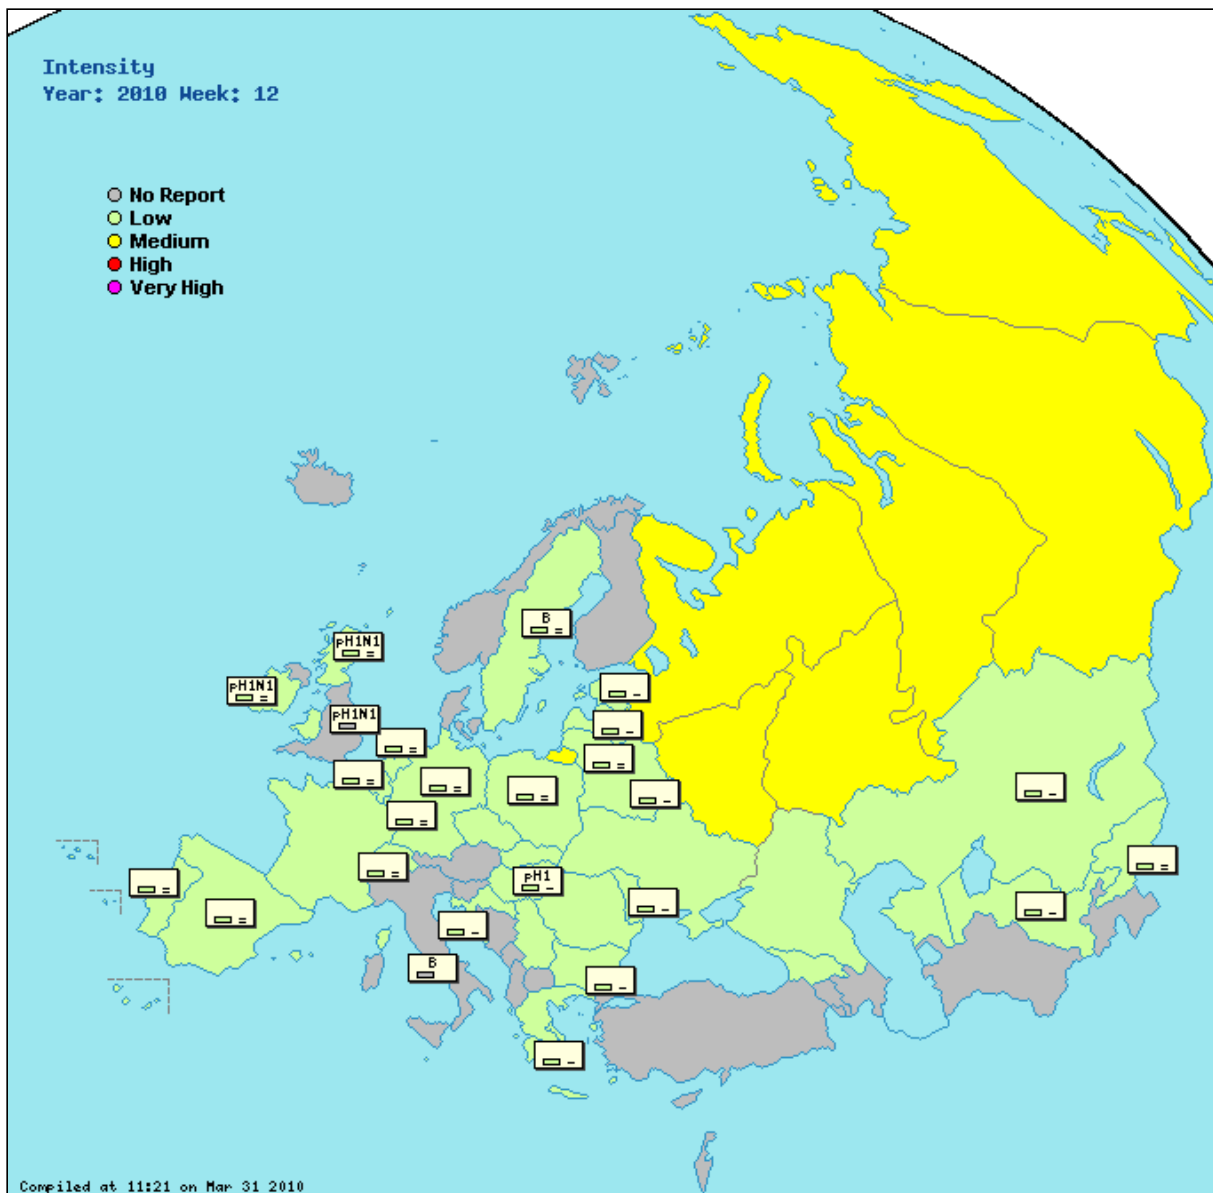 Intensity
Year: 2010 Week: 12
No Report
Low
Medium
High
Very High
B
=
pH1N1
=
pH1N1
=
-
pH1N1
-
=
=
=
=
=
-
-
=
=
=
=
pH1
-
=
-
-
-
-
B
-
-
Compiled at 11:21 on Mar 31 2010